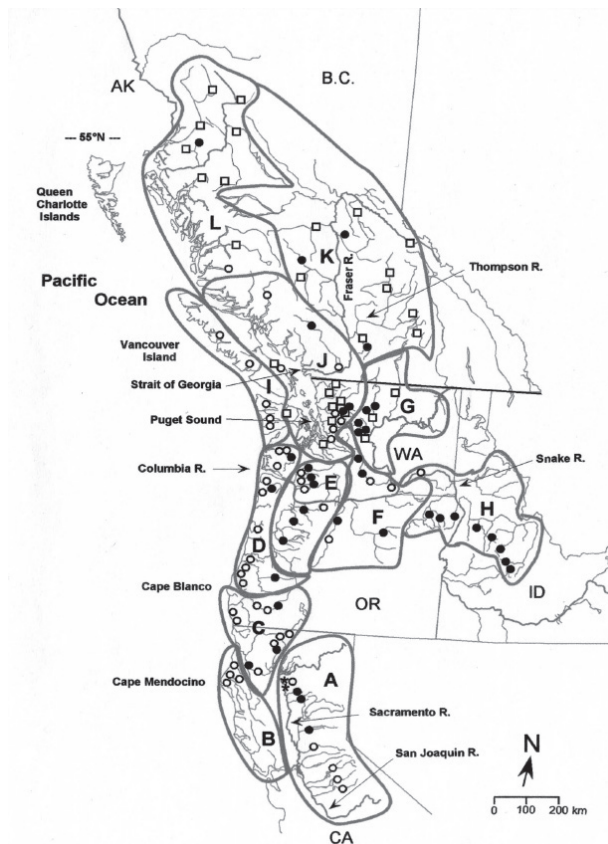 AK
B.C.
--- 55°N ---
Queen
Charlotte
Islands
L
K
Fraser R.
Thompson R.
Pacific
Ocean
Vancouver
Island
J
Strait of Georgia
I
G
Puget Sound
WA
Columbia R.
Snake R.
E
F
H
D
Cape Blanco
OR
ID
C
Cape Mendocino
A
Sacramento R.
B
San Joaquin R.
N
0 100 200 km
CA